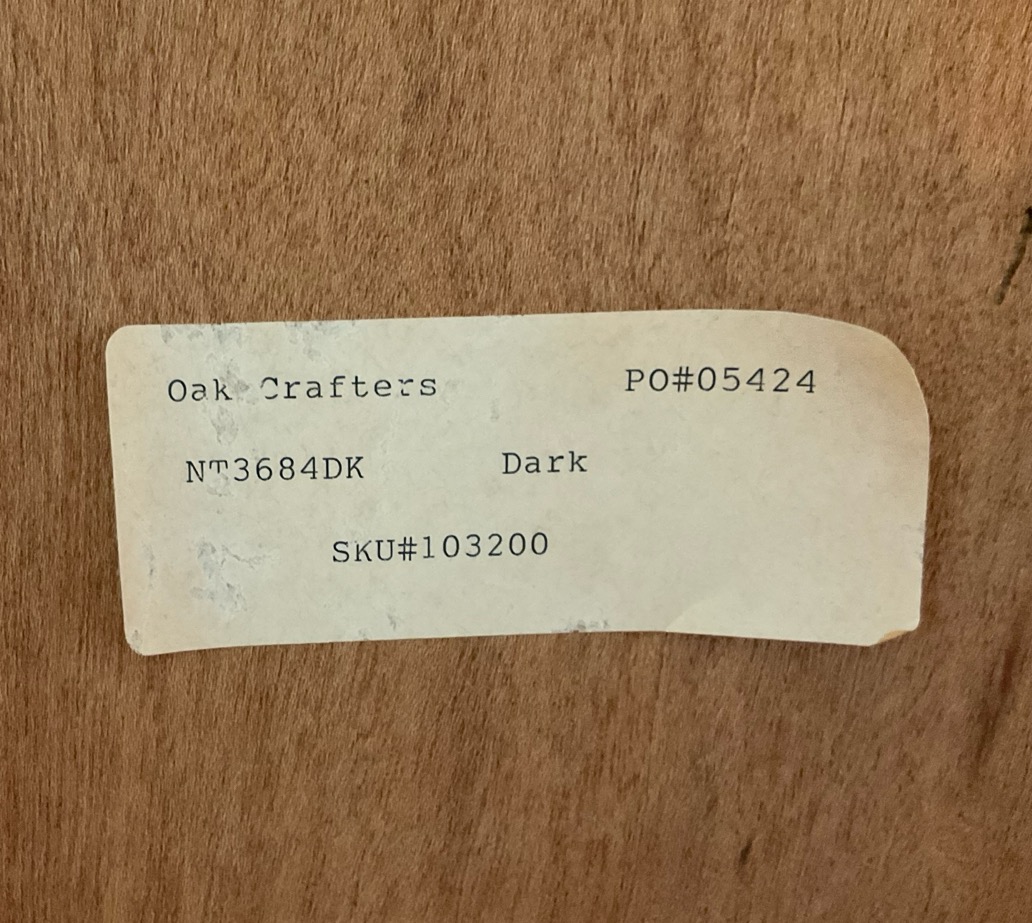 Oak Crafters PO#05424
NT3684DK Dark
SKU#103200